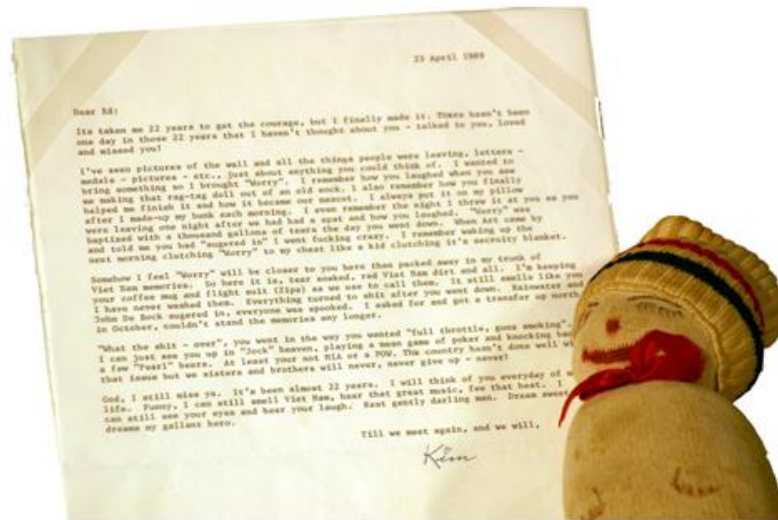 23 April 1989
Dear Ed:
Its taken me 22 years to get the courage, but I finally made it. There hasn't been
one day in those 22 years that I haven't thought about you - talked to you, loved
and missed you!
I've seen pictures of the wall and all the things people were leaving, letters -
medals - pictures - etc., just about anything you could think of. I wanted to
bring something so I brought "Worry". I remember how you laughed when you saw
me making that rag-tag doll out of an old sock. I also remember how you finally
helped me finish it and how it became our mascot. I always put it on my pillow
after I made-up my bunk each morning. I even remember the night I threw it at you as you
were leaving one night after we had had a spat and how you laughed. "Worry" was
baptized with a thousand gallons of tears the day you went down. When Art came by
and told me you had "augered in" I went fucking crazy. I remember waking up the
next morning clutching "Worry" to my chest like a kid clutching it's security blanket.
Somehow I feel "Worry" will be closer to you here then packed away in my trunk of
Viet Nam memories. So here it is, tear soaked, red Viet Nam dirt and all. I'm keeping
your coffee mug and flight suit (Zips) as we use to call them. It still smells like you
I have never washed them. Everything turned to shit after you went down. Rainwater and
John De Bock augered in, everyone was spooked. I asked for and got a transfer up north
in October, couldn't stand the memories any longer.
"What the shit - over", you went in the way you wanted "full throttle, guns smoking".
I can just see you up in "Jock" heaven, playing a mean game of poker and knocking back
a few "Pearl" beers. At least your not MIA or a POW. The country hasn't done well with
that issue but we sisters and brothers will never, never give up - never!
God, I still miss ya. It's been almost 22 years. I will think of you everyday of my
life. Funny, I can still smell Viet Nam, hear that great music, fee that heat. I
can still see your eyes and hear your laugh. Rest gently darling man. Dream sweet
dreams my gallant hero.
Till we meet again, and we will,
Kim